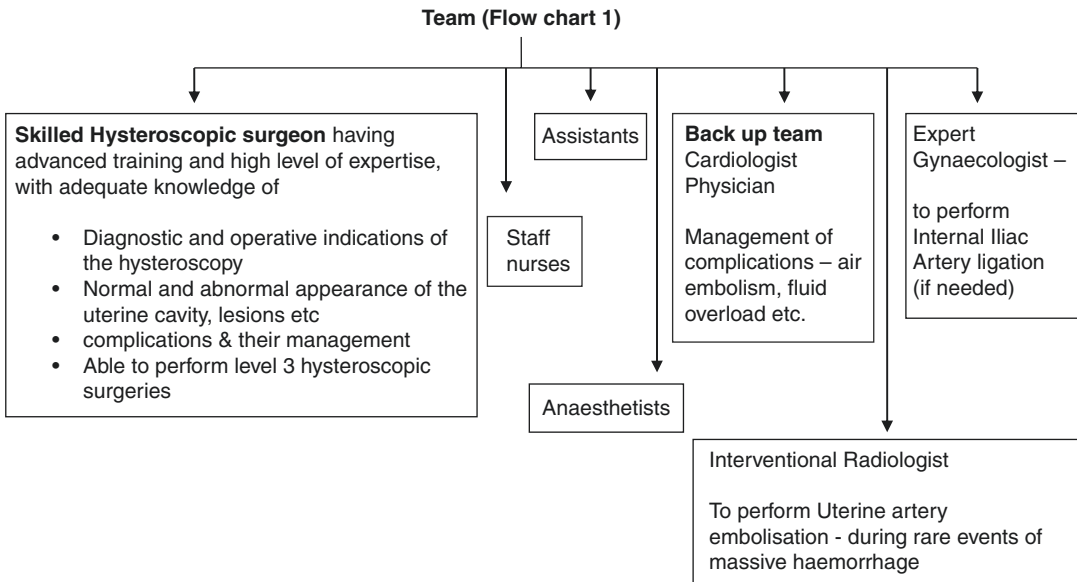 Team (Flow chart 1)
Skilled Hysteroscopic surgeon having
advanced training and high level of expertise,
with adequate knowledge of
• Diagnostic and operative indications of
the hysteroscopy
• Normal and abnormal appearance of the
uterine cavity, lesions etc
• complications & their management
• Able to perform level 3 hysteroscopic
surgeries
Staff
nurses
Assistants
Anaesthetists
Back up team
Cardiologist
Physician
Management of
complications – air
embolism, fluid
overload etc.
Interventional Radiologist
To perform Uterine artery
embolisation - during rare events of
massive haemorrhage
Expert
Gynaecologist –
to perform
Internal Iliac
Artery ligation
(if needed)